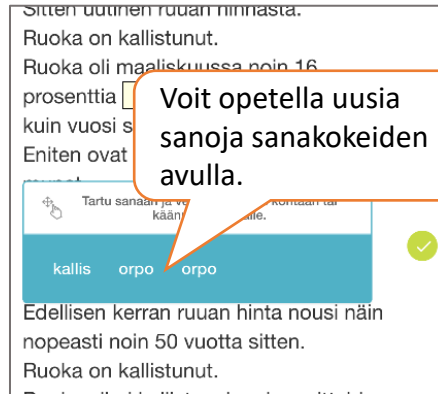 Sitten uutinen ruuan hinnasta.
Ruoka on kallistunut.
Ruoka oli maaliskuussa noin 16
prosenttia
kuin vuosi s
Eniten ovat
Voit opetella uusia
sanoja sanakokeiden
avulla.
Tartu sanaan ja ve
kään
kallis orpo orpo
Edellisen kerran ruuan hinta nousi näin
nopeasti noin 50 vuotta sitten.
Ruoka on kallistunut.